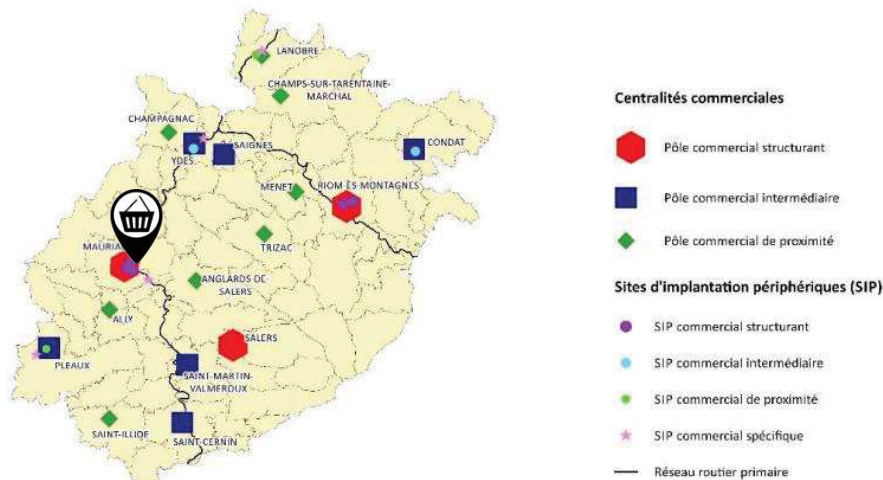 LANOBRE
CHAMPS-SUR-TARENTAINE-
MARCHAL
CHAMPAGNAC
SAIGNES
YDES
CONDAT
MENET
RIOM ÈS-MONTAGNES
TRIZAC
MAURIA
ANGLARDS DE
SALERS
ALLY
SALERS
PLEAUX
SAINT-MARTIN-
VALMEROUX
SAINT-ILLIDE
SAINT-CERNIN
Centralités commerciales
Pôle commercial structurant
Pôle commercial intermédiaire
Pôle commercial de proximité
Sites d'implantation périphériques (SIP)
SIP commercial structurant
SIP commercial intermédiaire
SIP commercial de proximité
SIP commercial spécifique
Réseau routier primaire